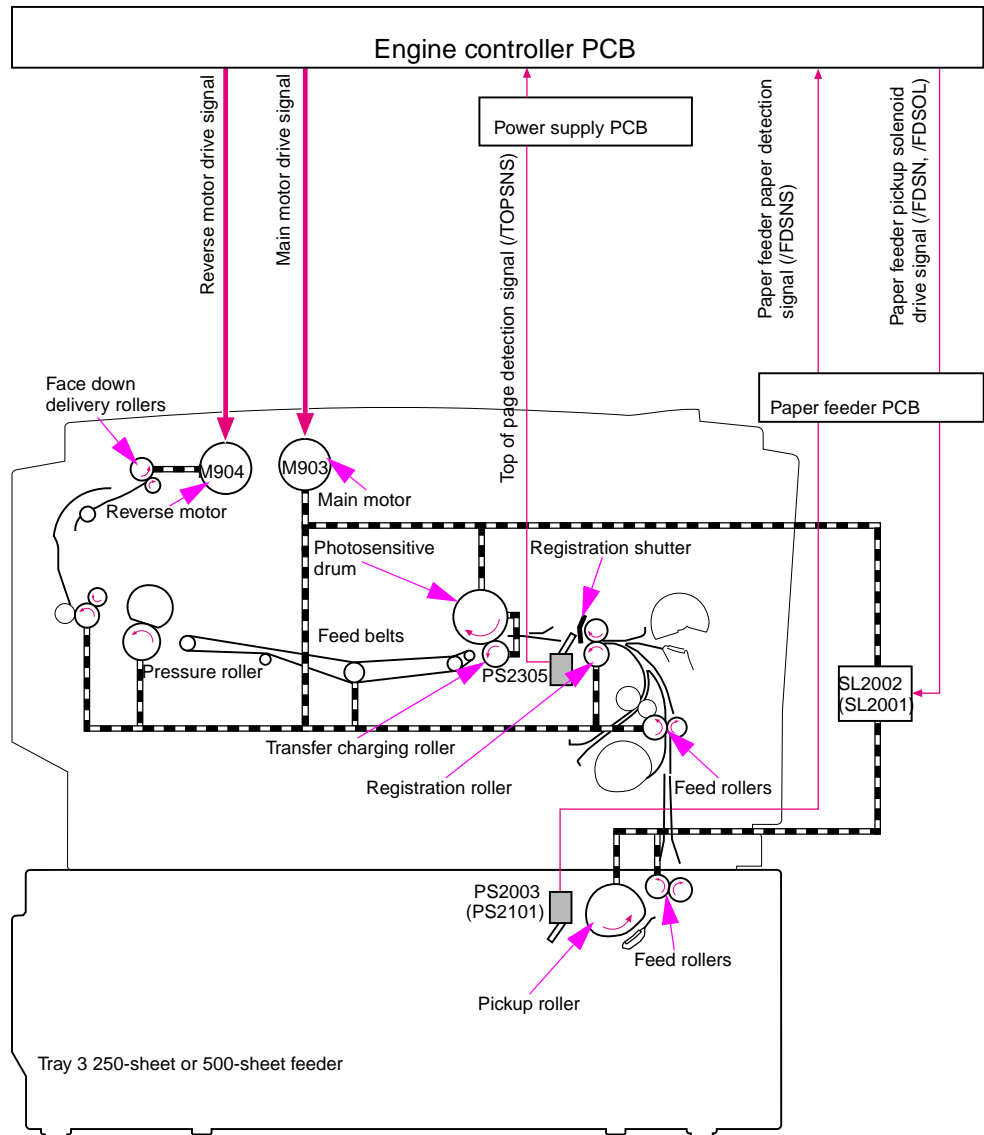 Engine controller PCB
Reverse motor drive signal
Main motor drive signal
Power supply PCB
Top of page detection signal (/TOPSNS)
Paper feeder paper detection
signal (/FDSNS)
Paper feeder pickup solenoid
drive signal (/FDSN, /FDSOL)
Paper feeder PCB
Face down
delivery rollers
M904
M903
Reverse motor
Main motor
Photosensitive
drum
Registration shutter
Feed belts
Pressure roller
PS2305
SL2002
(SL2001)
Transfer charging roller
Registration roller
Feed rollers
PS2003
(PS2101)
Feed rollers
Pickup roller
Tray 3 250-sheet or 500-sheet feeder